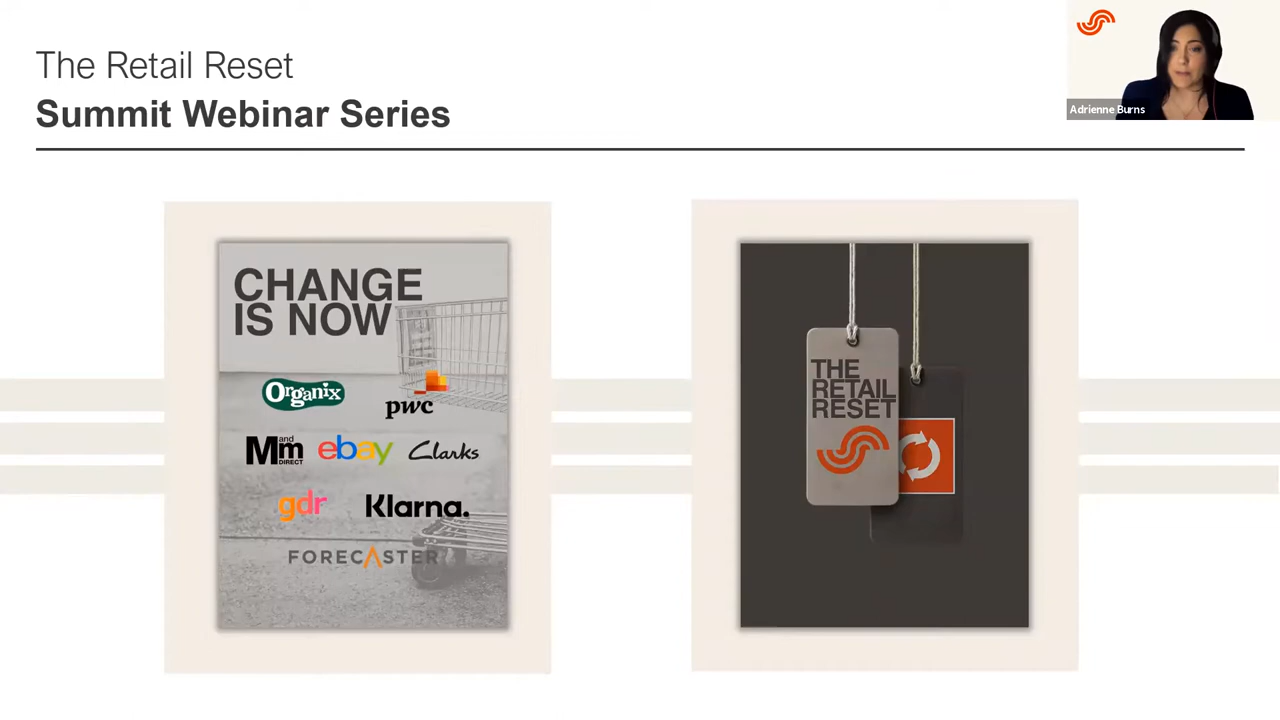 The Retail Reset
Summit Webinar Series
Adrienne Burns
CHANGE
IS NOW
Organix
pwc
MandM
DIRECT
ebay
Clarks
gdr
Klarna.
FORECASTER
THE
RETAIL
RESET